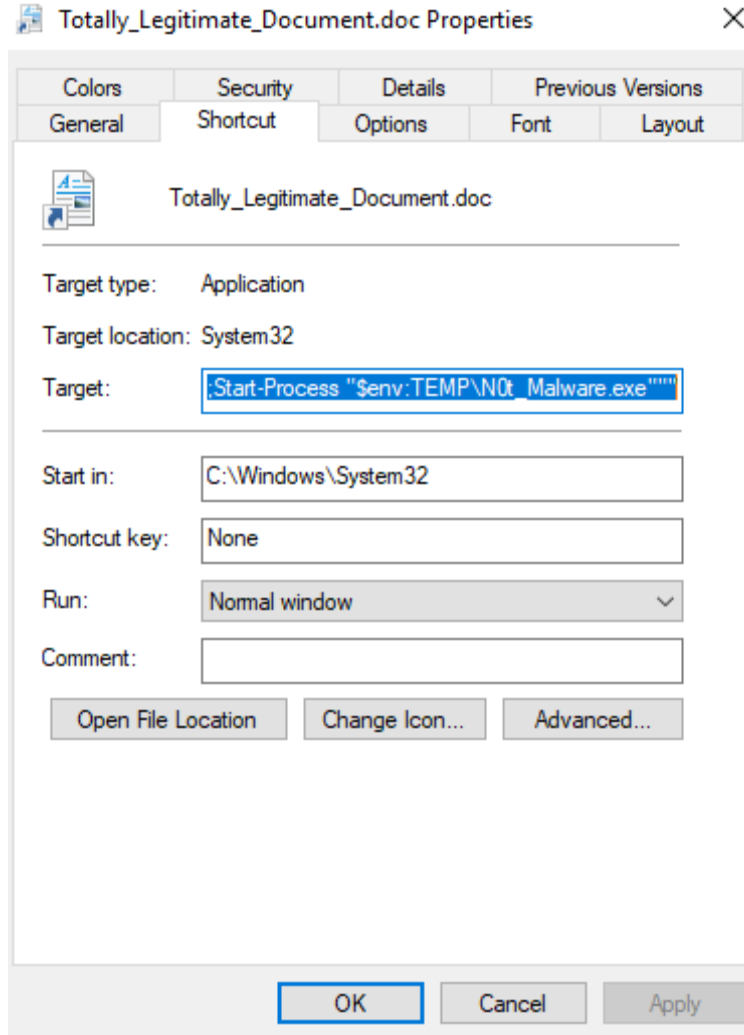 Totally_Legitimate_Document.doc Properties
Colors Security Details Previous Versions
General Shortcut Options Font Layout
Totally_Legitimate_Document.doc
Target type: Application
Target location: System32
Target: ;Start-Process "$env:TEMP\N0t_Malware.exe"""
Start in: C:\Windows\System32
Shortcut key: None
Run: Normal window
Comment:
Open File Location Change Icon... Advanced...
OK Cancel Apply